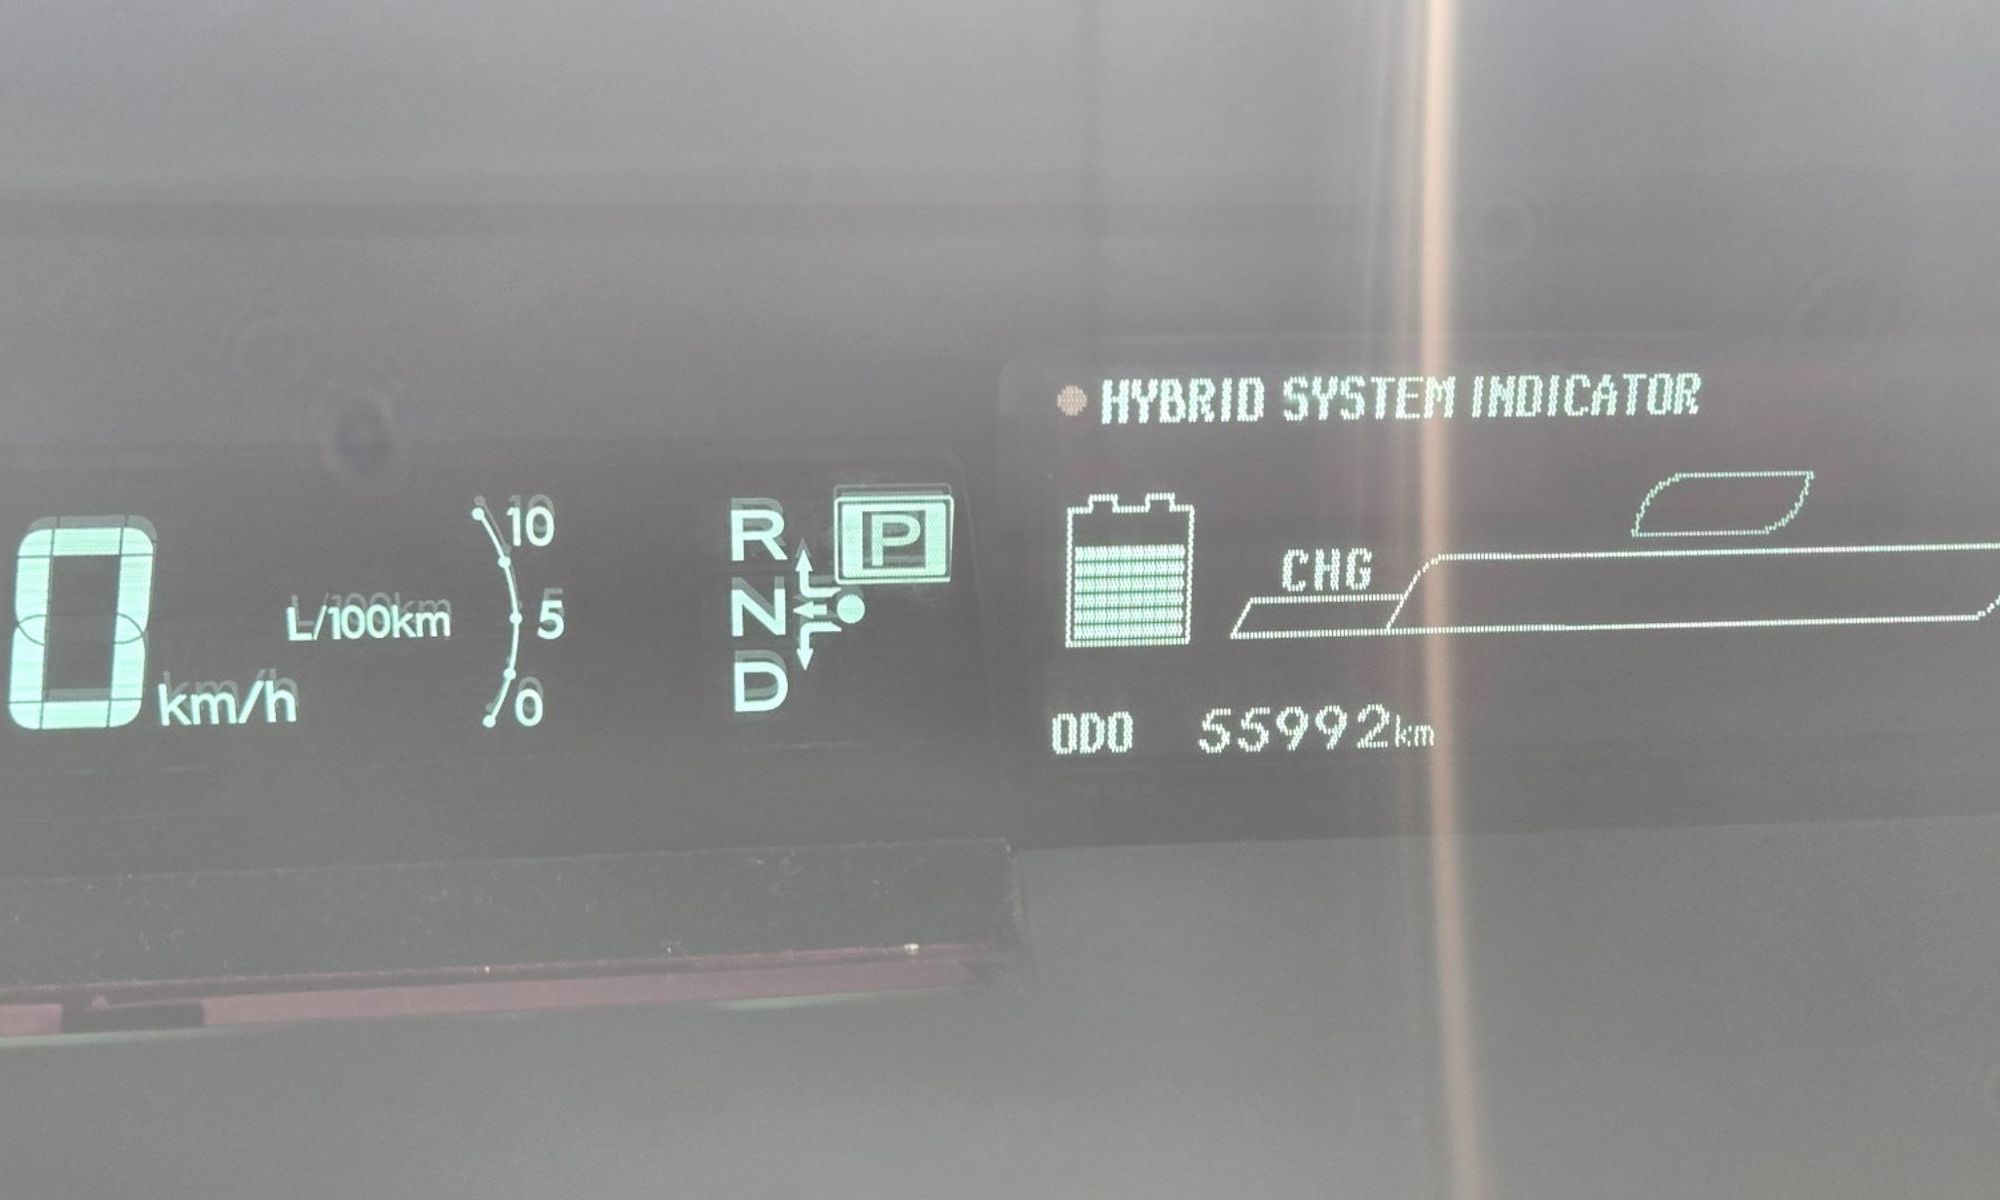 HYBRID SYSTEM INDICATOR
10
R P
CHG
L/100km 5
N
0 km/h
0
D
ODO 55992km